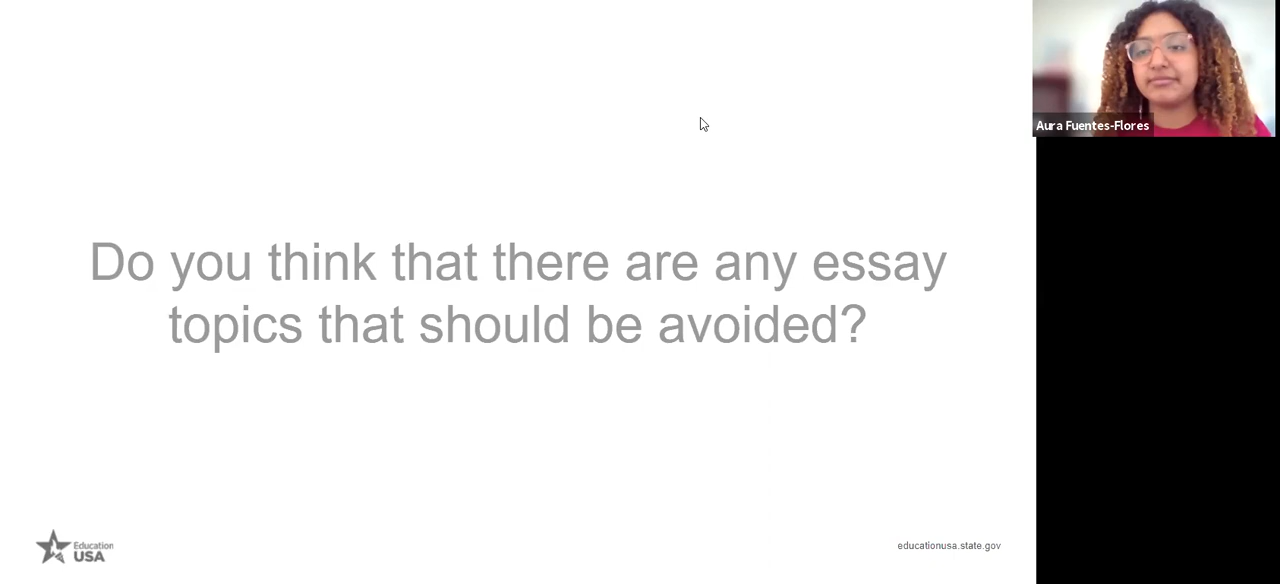 Aura Fuentes-Flores
Do you think that there are any essay
topics that should be avoided?
Education
USA
educationusa.state.gov